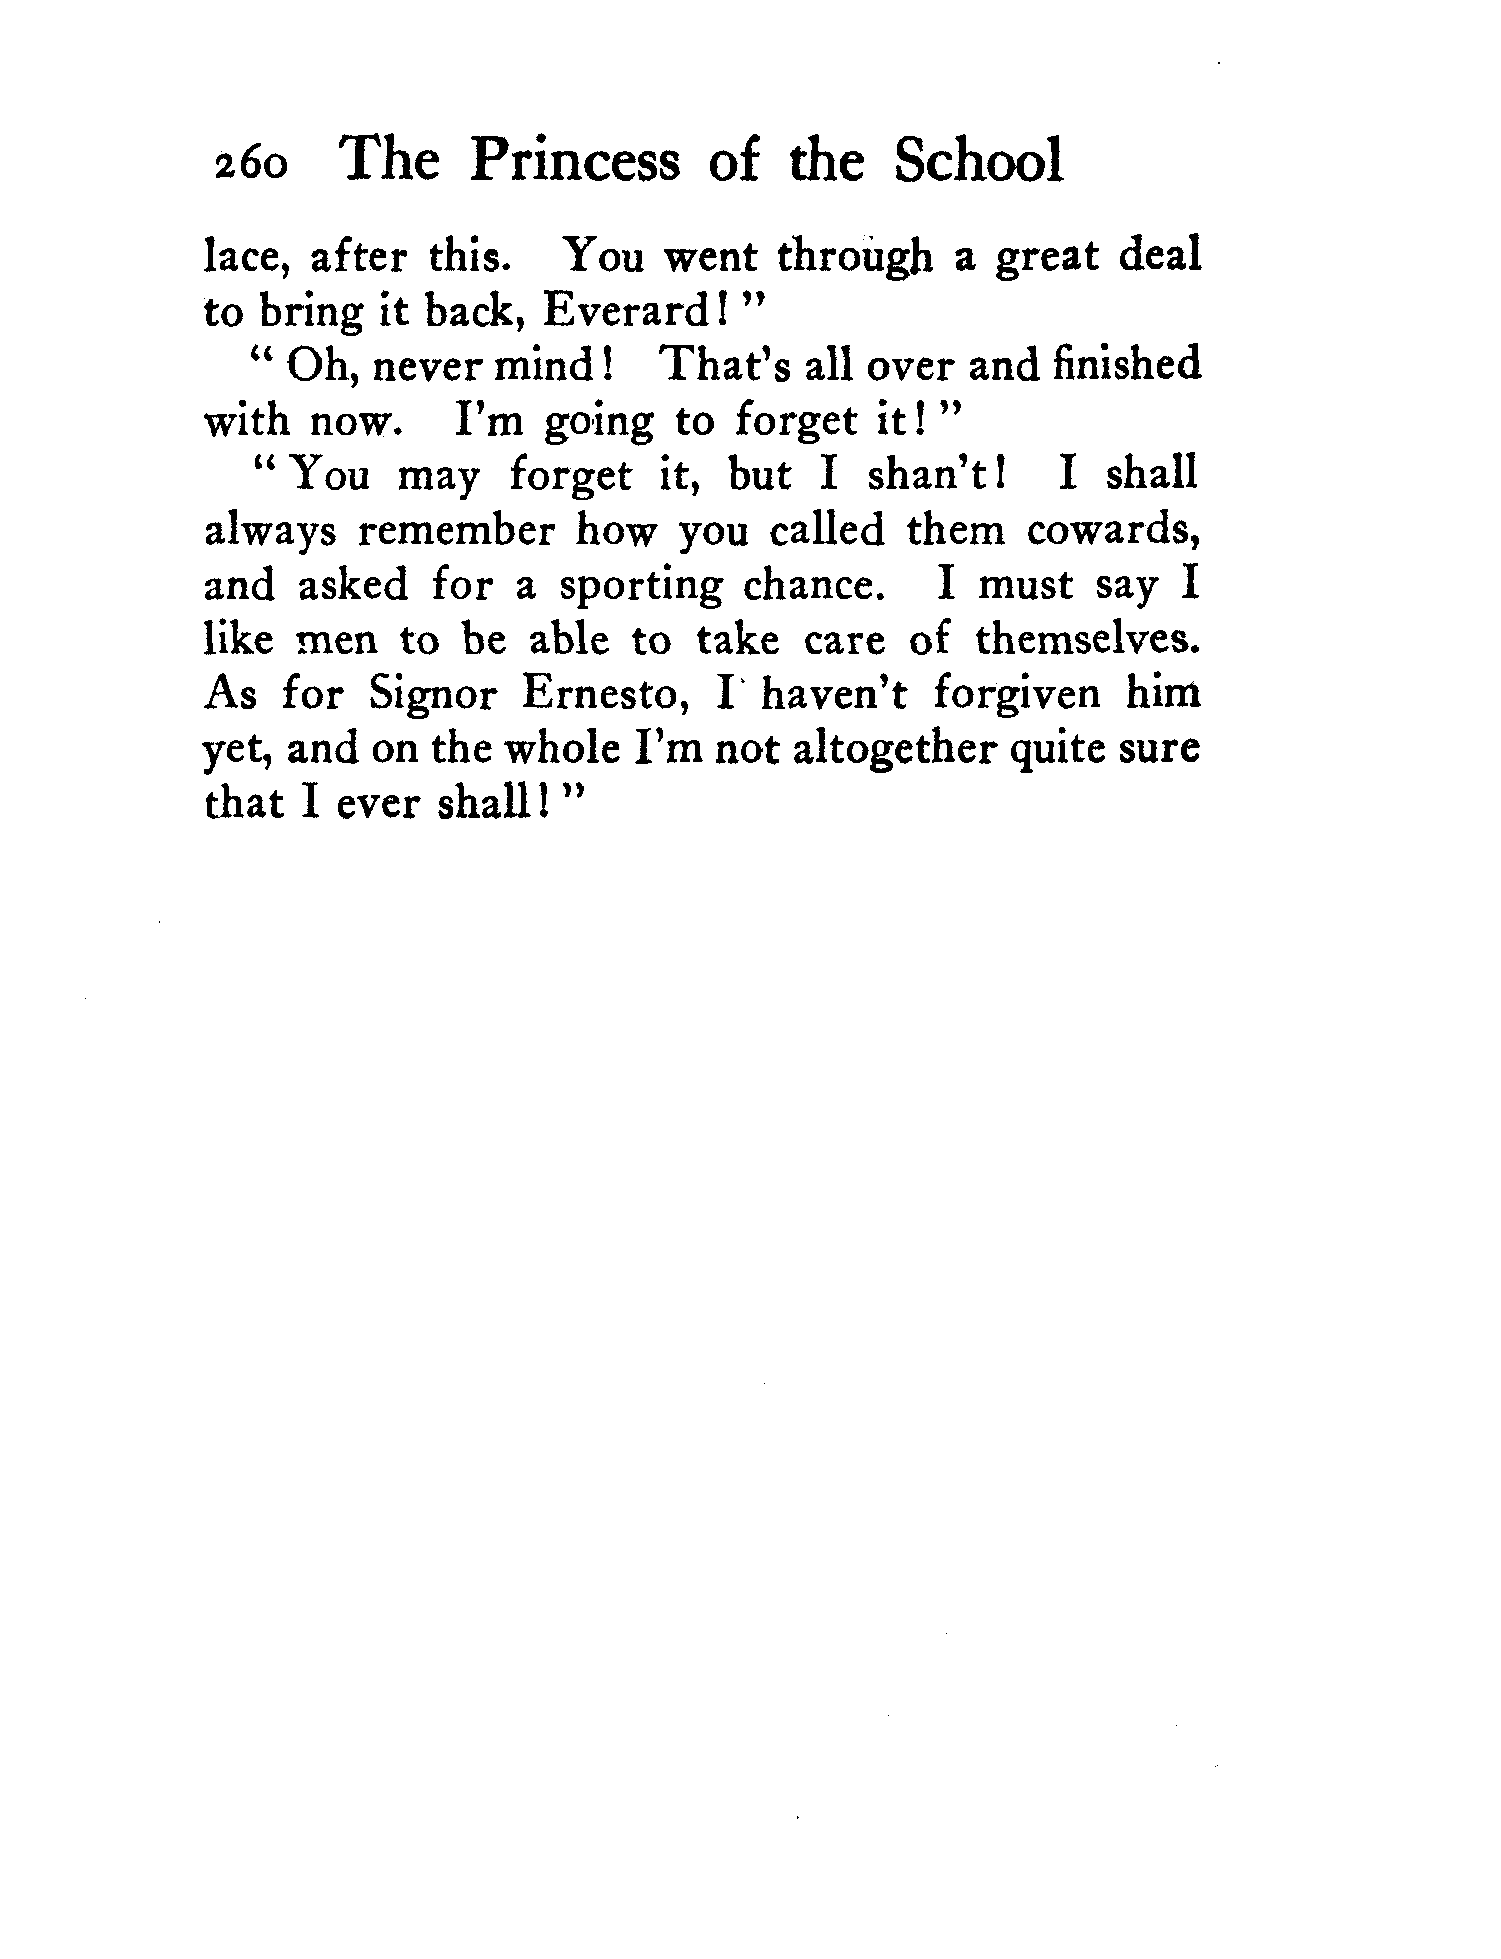 260 The Princess of the School
lace, after this. You went through a great deal
to bring it back, Everard! "
" Oh, never mind! That's all over and finished
with now. I'm going to forget it! "
" You may forget it, but I shan't! I shall
always remember how you called them cowards,
and asked for a sporting chance. I must say I
like men to be able to take care of themselves.
As for Signor Ernesto, I haven't forgiven him
yet, and on the whole I'm not altogether quite sure
that I ever shall! "